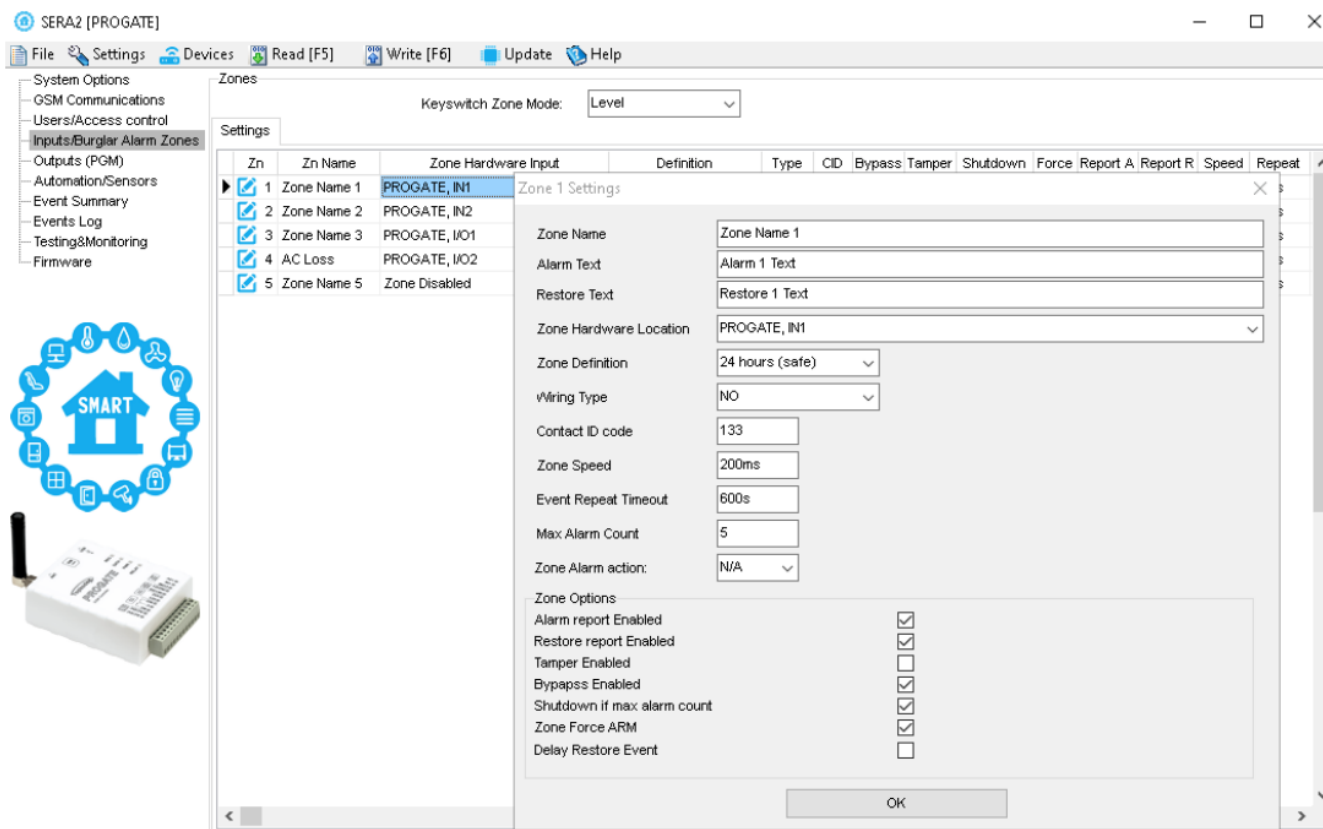 SERA2 [PROGATE]
File Settings Devices Read [F5] Write [F6] Update Help
System Options
GSM Communications
Users/Access control
Inputs/Burglar Alarm Zones
Outputs (PGM)
Automation/Sensors
Event Summary
Events Log
Testing&Monitoring
Firmware
SMART
PROGATE
Zones
Keyswitch Zone Mode: Level
Settings
Zn Zn Name Zone Hardware Input Definition Type CID Bypass Tamper Shutdown Force Report A Report R Speed Repeat
1 Zone Name 1 PROGATE, IN1
2 Zone Name 2 PROGATE, IN2
3 Zone Name 3 PROGATE, I/O1
4 AC Loss PROGATE, I/O2
5 Zone Name 5 Zone Disabled
Zone 1 Settings
Zone Name Zone Name 1
Alarm Text Alarm 1 Text
Restore Text Restore 1 Text
Zone Hardware Location PROGATE, IN1
Zone Definition 24 hours (safe)
Wiring Type NO
Contact ID code 133
Zone Speed 200ms
Event Repeat Timeout 600s
Max Alarm Count 5
Zone Alarm action: N/A
Zone Options
Alarm report Enabled
Restore report Enabled
Tamper Enabled
Bypapss Enabled
Shutdown if max alarm count
Zone Force ARM
Delay Restore Event
OK